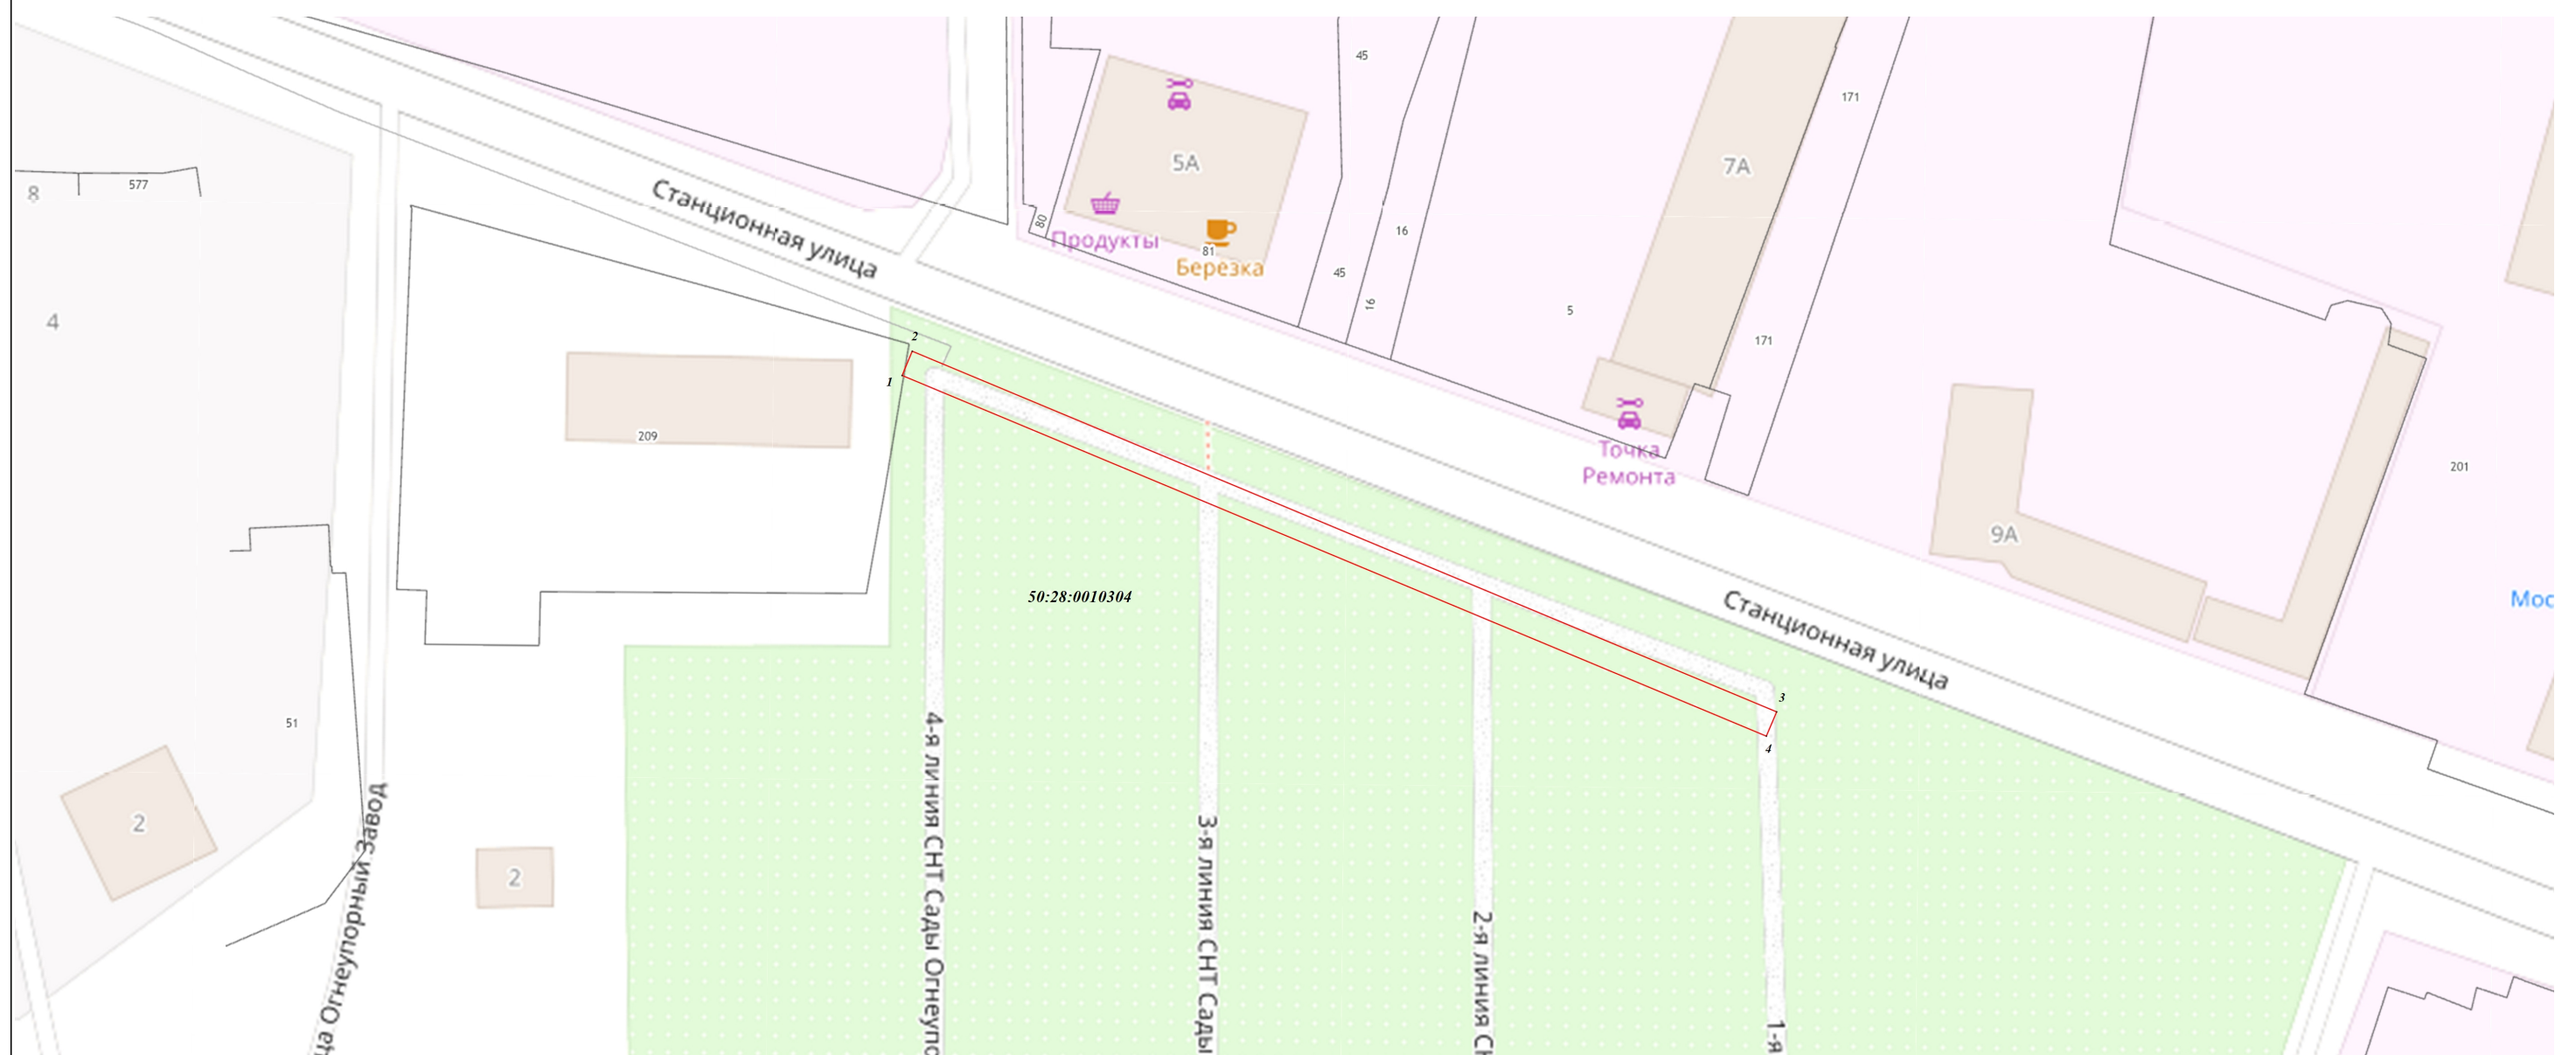 45
171
5А
7А
577
8
Станционная улица
80
Продукты
81
Березка
16
45
16
4
5
171
2
1
209
Точка
Ремонта
201
9А
50:28:0010304
Станционная улица
Мос
3
4
51
4-я линия СНТ Сады Огнеупо
3-я линия СНТ Сады
2-я линия СН
1-я
Огнеупорный завод
2
2